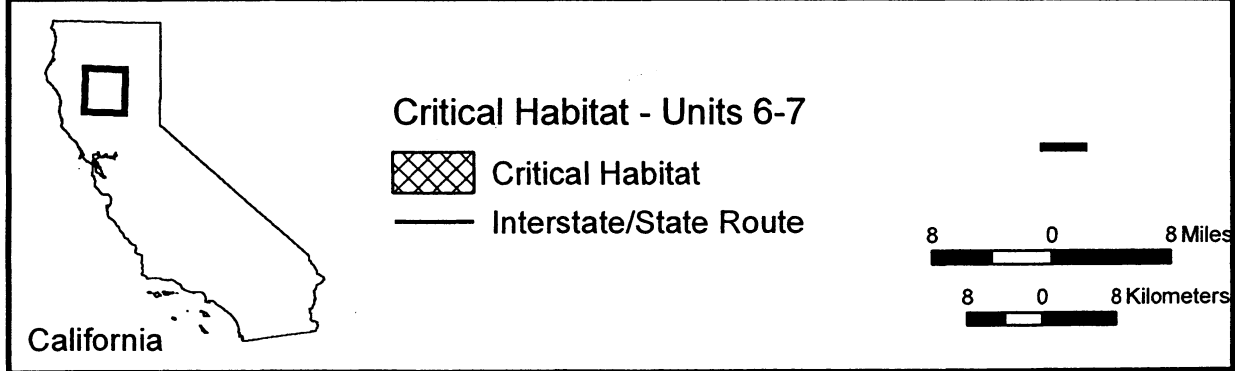 Critical Habitat - Units 6-7
Critical Habitat
Interstate/State Route
California
8 0 8 Miles
8 0 8 Kilometers